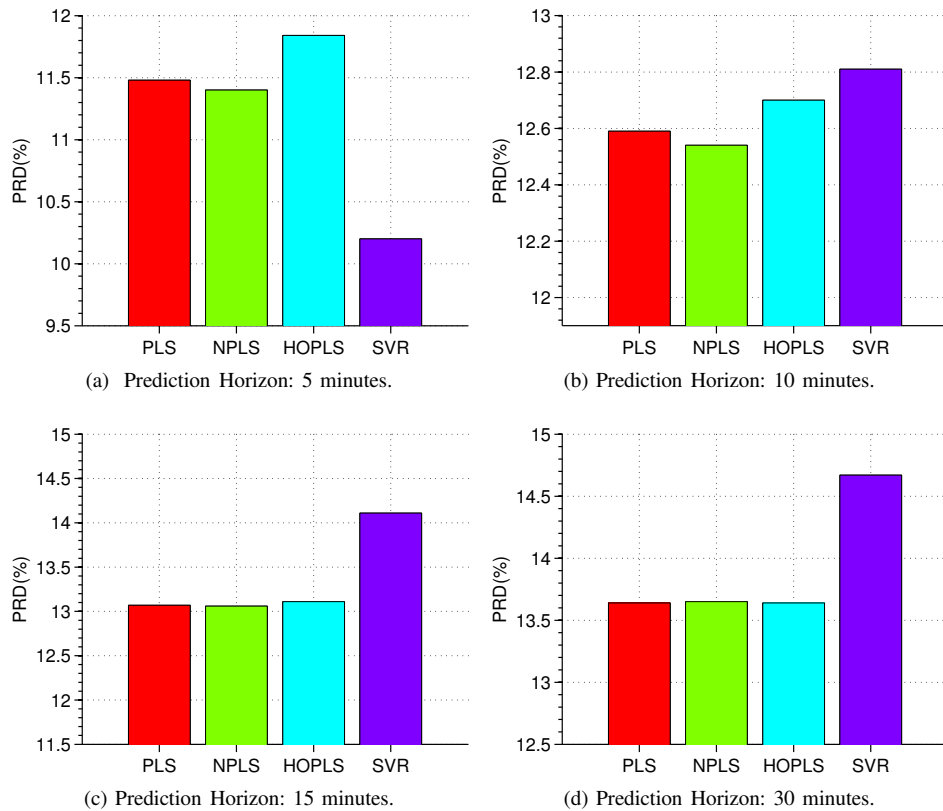 12
11.5
11
10.5
10
9.5
PRD(%)
PLS NPLS HOPLS SVR
(a) Prediction Horizon: 5 minutes.
13
12.8
12.6
12.4
12.2
12
PRD(%)
PLS NPLS HOPLS SVR
(b) Prediction Horizon: 10 minutes.
15
14.5
14
13.5
13
12.5
12
11.5
PRD(%)
PLS NPLS HOPLS SVR
(c) Prediction Horizon: 15 minutes.
15
14.5
14
13.5
13
12.5
PRD(%)
PLS NPLS HOPLS SVR
(d) Prediction Horizon: 30 minutes.